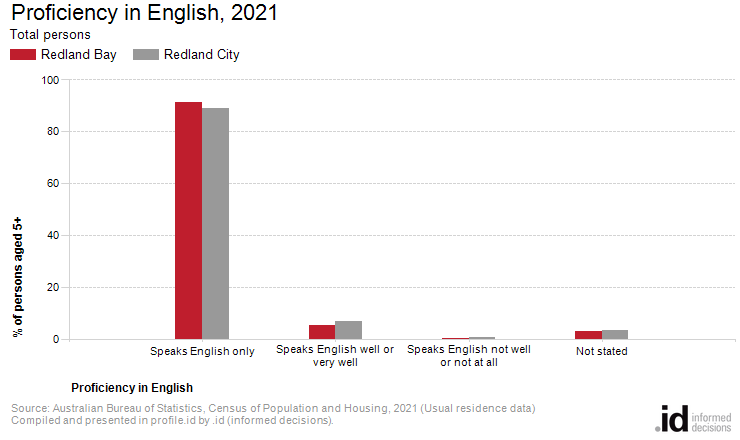 Proficiency in English, 2021
Total persons
Redland Bay
Redland City
100
80
60
40
20
0
% of persons aged 5+
Speaks English only
Speaks English well or
very well
Speaks English not well
or not at all
Not stated
Proficiency in English
Source: Australian Bureau of Statistics, Census of Population and Housing, 2021 (Usual residence data)
Compiled and presented in profile.id by .id (informed decisions).
.id informed
decisions